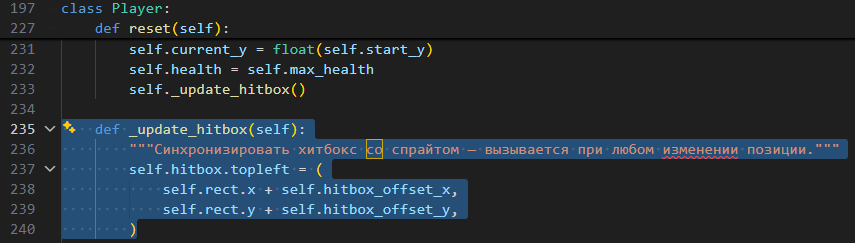 197 class Player:
227     def reset(self):
231         self.current_y = float(self.start_y)
232         self.health = self.max_health
233         self._update_hitbox()
234
235     def _update_hitbox(self):
236         """Синхронизировать хитбокс со спрайтом — вызывается при любом изменении позиции."""
237         self.hitbox.topleft = (
238             self.rect.x + self.hitbox_offset_x,
239             self.rect.y + self.hitbox_offset_y,
240         )